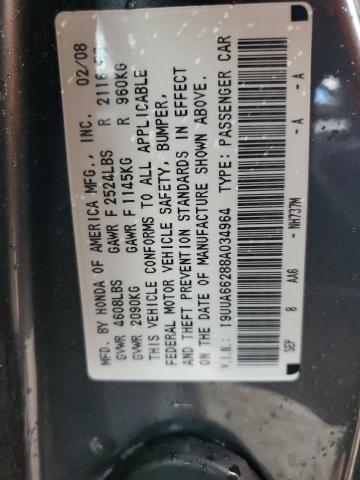 MFD. BY HONDA OF AMERICA MFG., INC. 02/08
GVWR 4608LBS GAWR F 2524LBS R 2116
GVWR 2090KG GAWR F 1145KG R 960KG
THIS VEHICLE CONFORMS TO ALL APPLICABLE
FEDERAL MOTOR VEHICLE SAFETY, BUMPER,
AND THEFT PREVENTION STANDARDS IN EFFECT
ON THE DATE OF MANUFACTURE SHOWN ABOVE.
V.I.N.: 19UUA66288A034964 TYPE: PASSENGER CAR
SEP 8 AA6 - NH737M - A - A